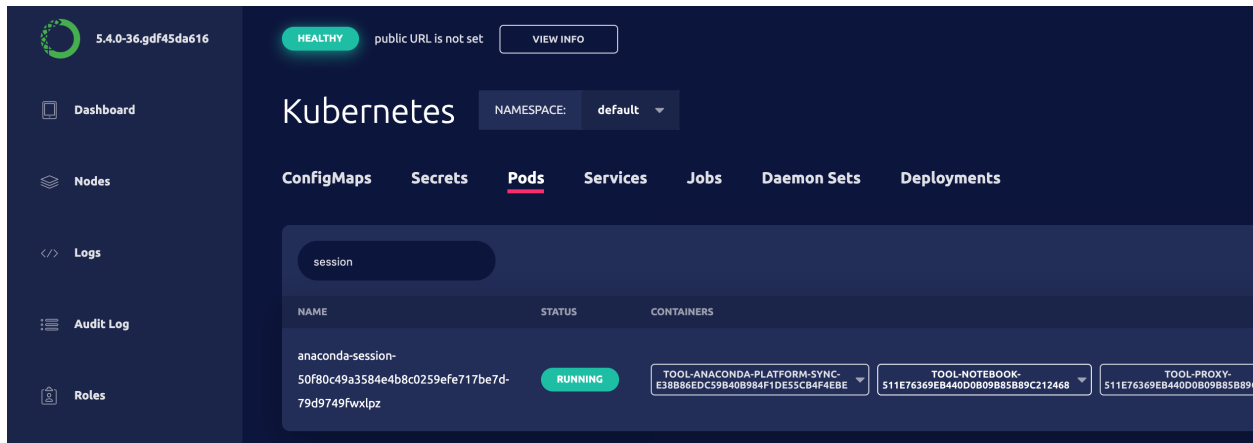 5.4.0-36.gdf45da616
HEALTHY
public URL is not set
VIEW INFO
Dashboard
Nodes
Logs
Audit Log
Roles
Kubernetes
NAMESPACE:
default
ConfigMaps
Secrets
Pods
Services
Jobs
Daemon Sets
Deployments
session
NAME
STATUS
CONTAINERS
anaconda-session-
50f80c49a3584e4b8c0259efe717be7d-
79d9749fwxlpz
RUNNING
TOOL-ANACONDA-PLATFORM-SYNC-
E38B86EDC59B40B984F1DE55CB4F4EBE
TOOL-NOTEBOOK-
511E76369EB440D0B09B85B89C212468
TOOL-PROXY-
511E76369EB440D0B09B85B89